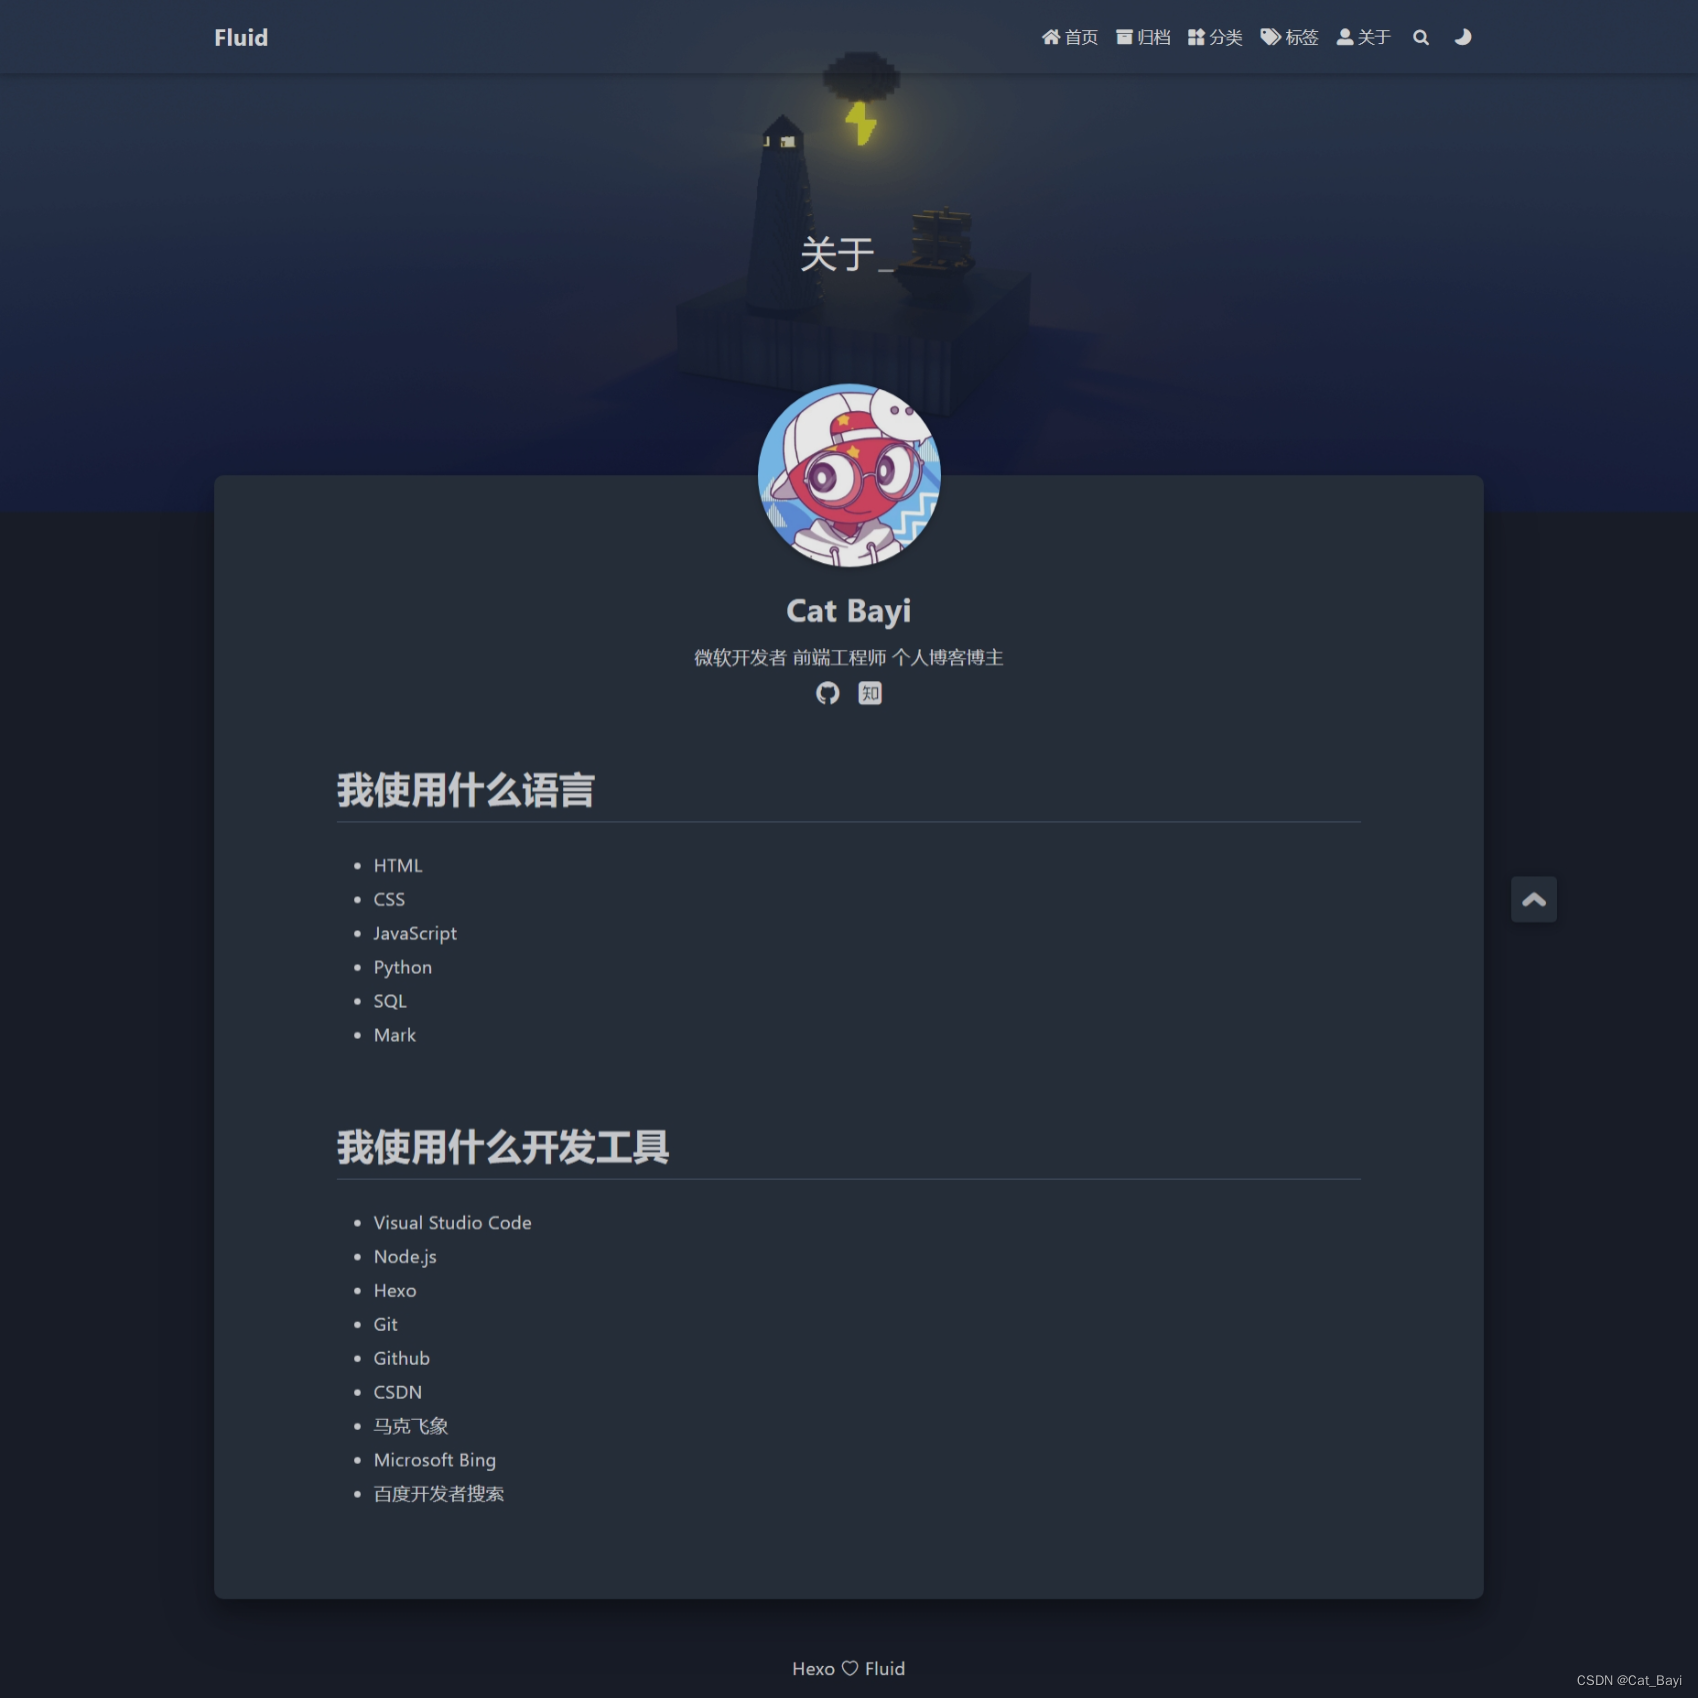 Fluid
首页 归档 分类 标签 关于
关于_
Cat Bayi
微软开发者 前端工程师 个人博客博主
知
我使用什么语言
HTML
CSS
JavaScript
Python
SQL
Mark
我使用什么开发工具
Visual Studio Code
Node.js
Hexo
Git
Github
CSDN
马克飞象
Microsoft Bing
百度开发者搜索
Hexo ♡ Fluid
CSDN @Cat_Bayi